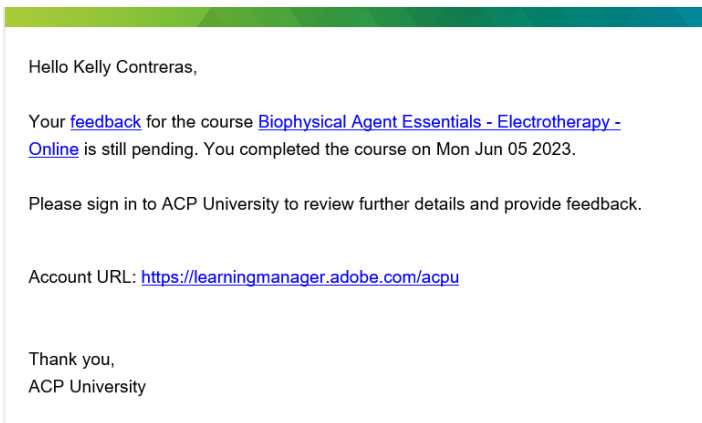 Hello Kelly Contreras,
Your feedback for the course Biophysical Agent Essentials - Electrotherapy -
Online is still pending. You completed the course on Mon Jun 05 2023.
Please sign in to ACP University to review further details and provide feedback.
Account URL: https://learningmanager.adobe.com/acpu
Thank you,
ACP University